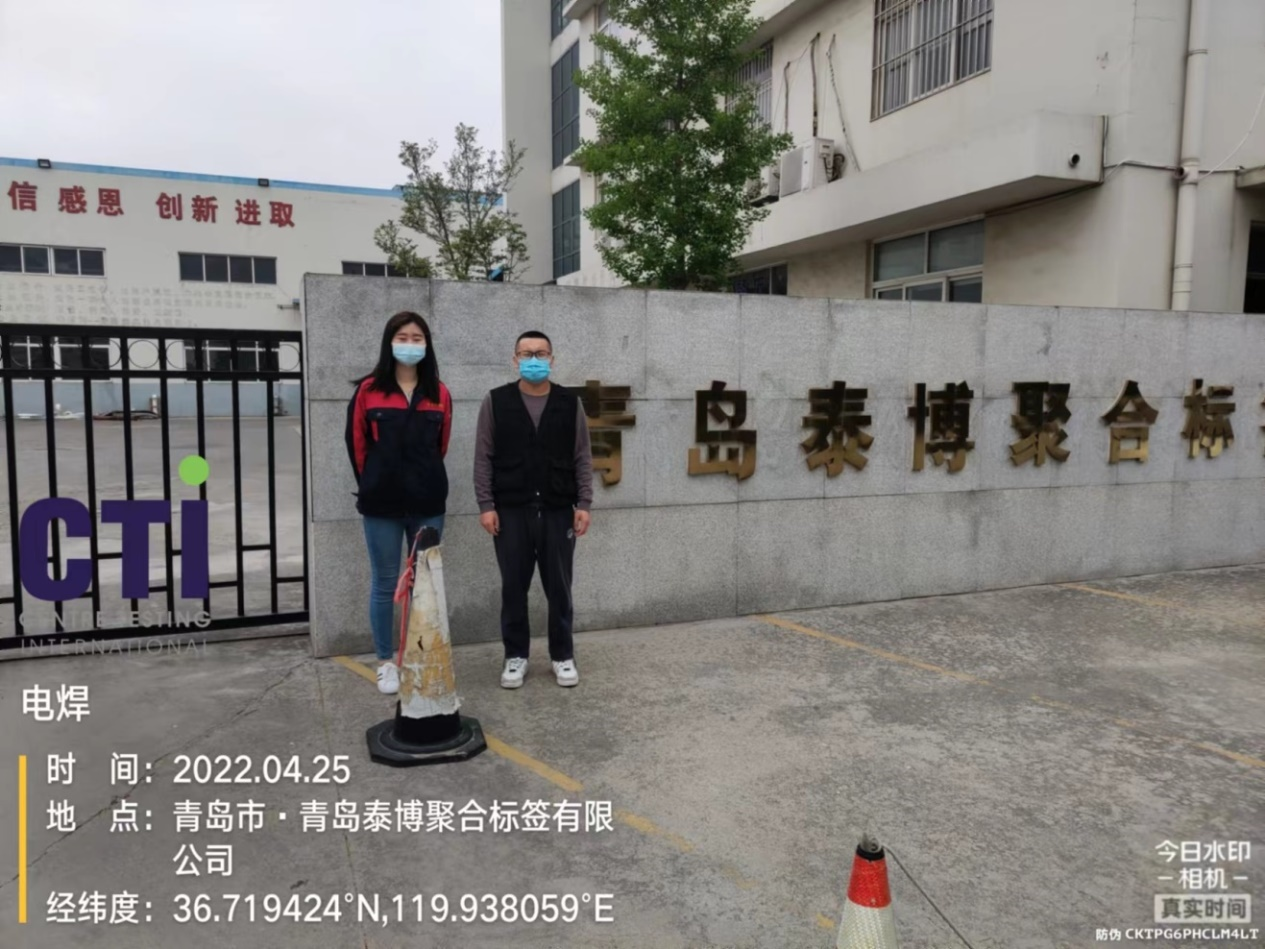 信 感恩 创新 进取
青岛泰博聚合标
CTI
CENTRE TESTING
INTERNATIONAL
电焊
时 间：2022.04.25
地 点：青岛市·青岛泰博聚合标签有限
公司
经纬度：36.719424°N,119.938059°E
今日水印
-相机-
真实时间
防伪 CKTPG6PHCLM4LT